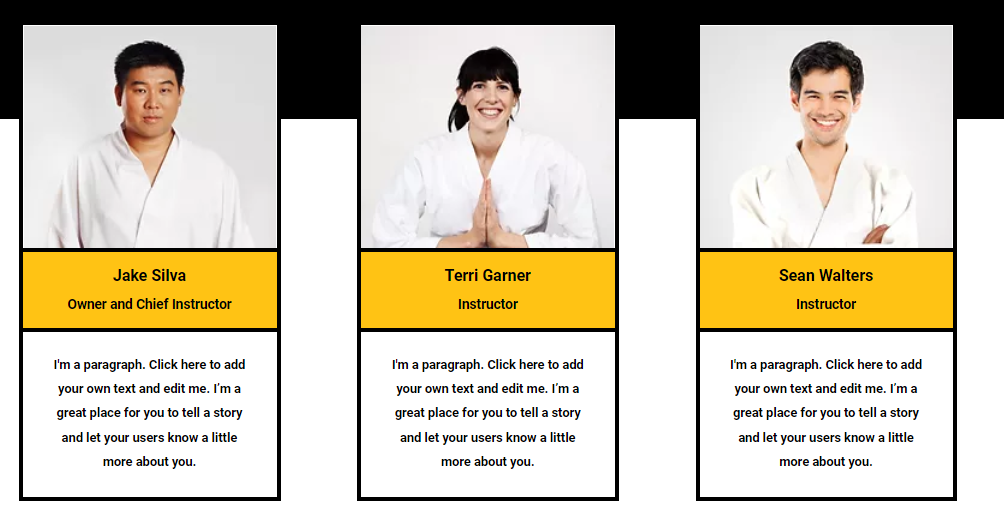 Jake Silva
Owner and Chief Instructor
I'm a paragraph. Click here to add
your own text and edit me. I'm a
great place for you to tell a story
and let your users know a little
more about you.
Terri Garner
Instructor
I'm a paragraph. Click here to add
your own text and edit me. I'm a
great place for you to tell a story
and let your users know a little
more about you.
Sean Walters
Instructor
I'm a paragraph. Click here to add
your own text and edit me. I'm a
great place for you to tell a story
and let your users know a little
more about you.